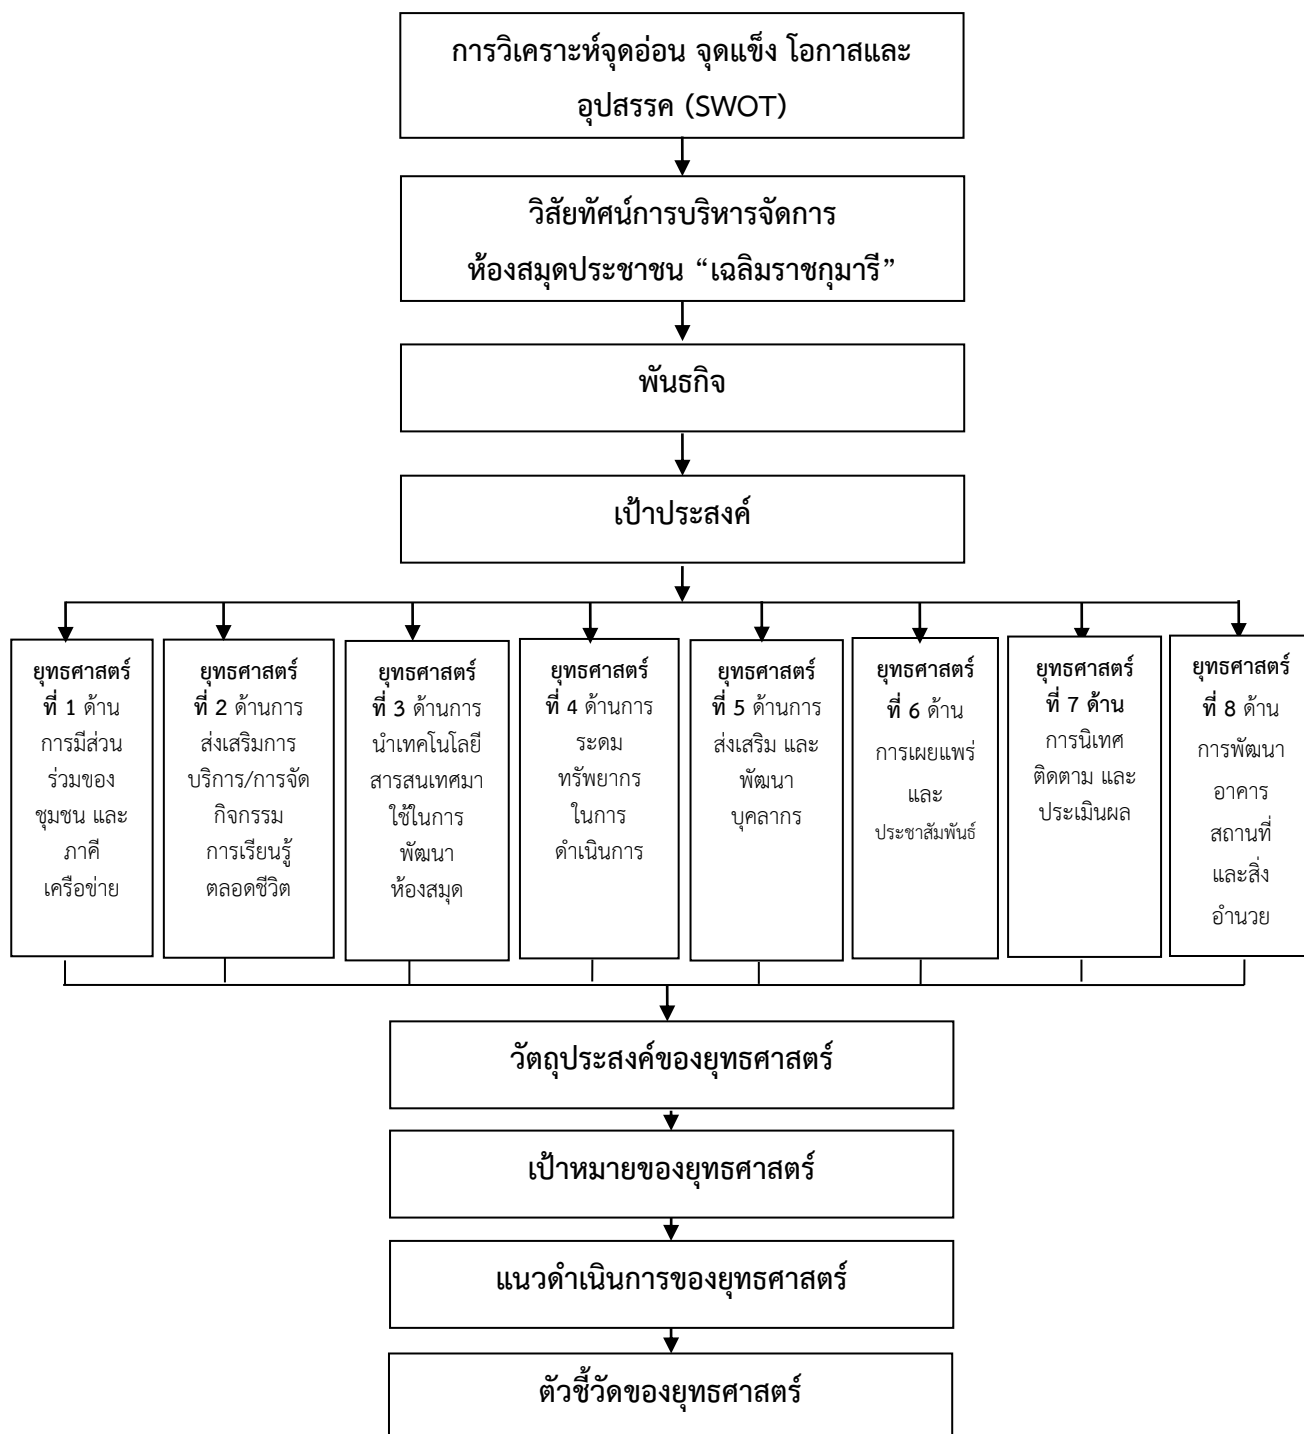 การวิเคราะห์จุดอ่อน จุดแข็ง โอกาสและ
อุปสรรค (SWOT)
วิสัยทัศน์การบริหารจัดการ
ห้องสมุดประชาชน “เฉลิมราชกุมารี”
พันธกิจ
เป้าประสงค์
ยุทธศาสตร์
ที่ 1 ด้าน
การมีส่วน
ร่วมของ
ชุมชน และ
ภาคี
เครือข่าย
ยุทธศาสตร์
ที่ 2 ด้านการ
ส่งเสริมการ
บริการ/การจัด
กิจกรรม
การเรียนรู้
ตลอดชีวิต
ยุทธศาสตร์
ที่ 3 ด้านการ
นำเทคโนโลยี
สารสนเทศมา
ใช้ในการ
พัฒนา
ห้องสมุด
ยุทธศาสตร์
ที่ 4 ด้านการ
ระดม
ทรัพยากร
ในการ
ดำเนินการ
ยุทธศาสตร์
ที่ 5 ด้านการ
ส่งเสริม และ
พัฒนา
บุคลากร
ยุทธศาสตร์
ที่ 6 ด้าน
การเผยแพร่
และ
ประชาสัมพันธ์
ยุทธศาสตร์
ที่ 7 ด้าน
การนิเทศ
ติดตาม และ
ประเมินผล
ยุทธศาสตร์
ที่ 8 ด้าน
การพัฒนา
อาคาร
สถานที่
และสิ่ง
อำนวย
วัตถุประสงค์ของยุทธศาสตร์
เป้าหมายของยุทธศาสตร์
แนวดำเนินการของยุทธศาสตร์
ตัวชี้วัดของยุทธศาสตร์